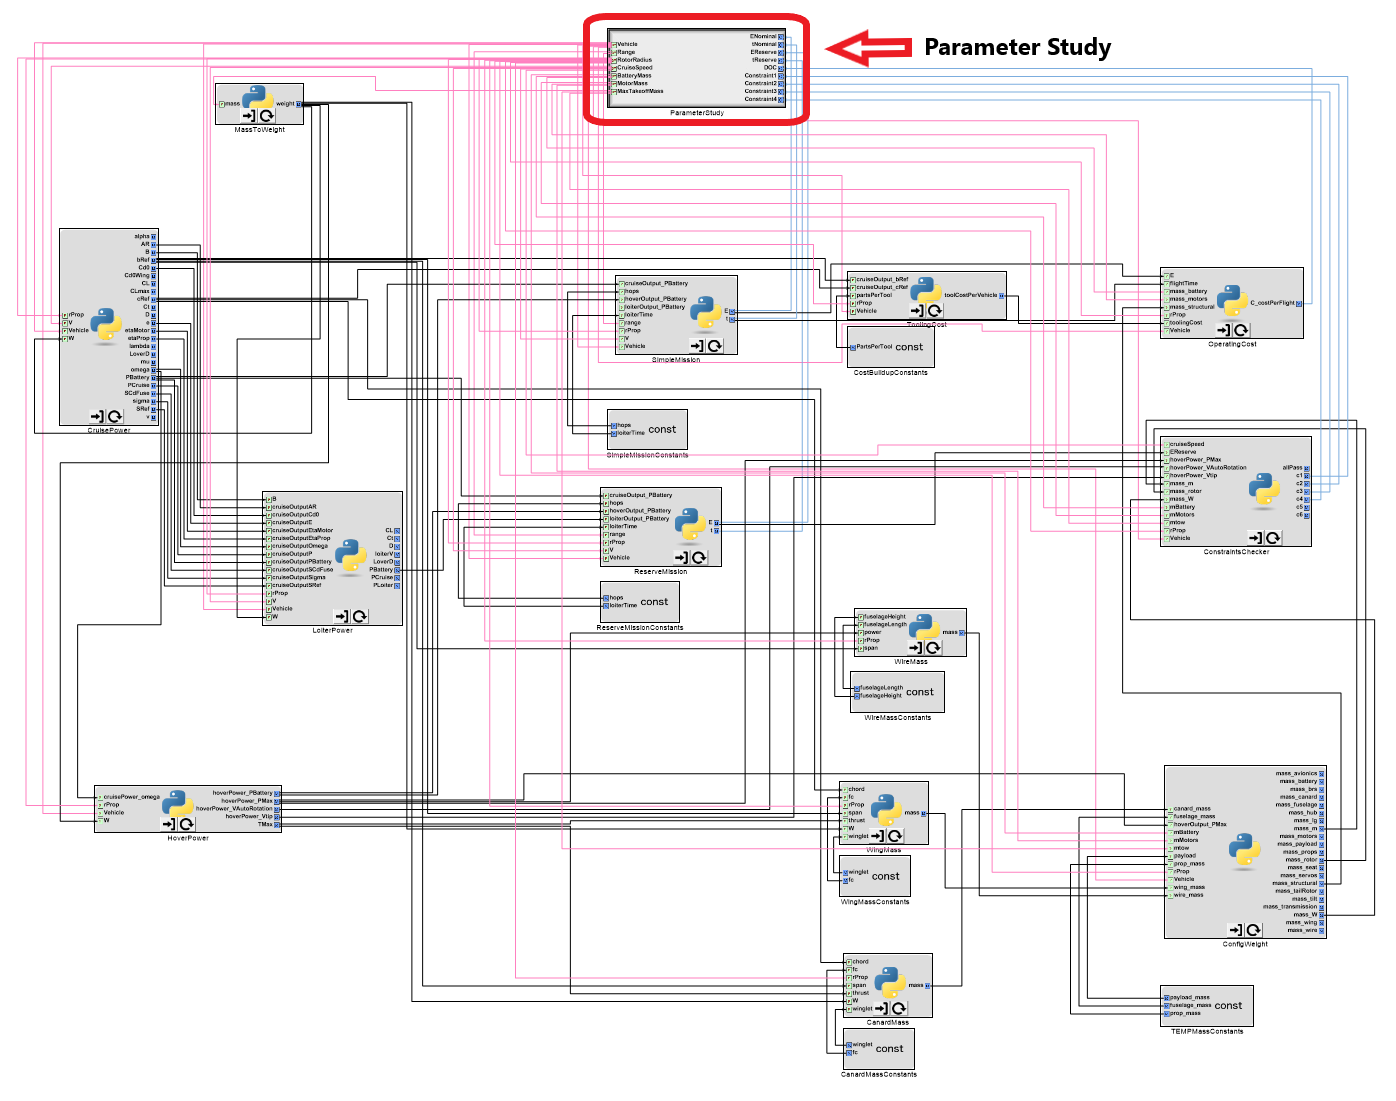 Parameter Study
Vehicle
Range
RotorRadius
CruiseSpeed
BatteryMass
MotorMass
MaxTakeoffMass
ENominal
tNominal
EReserve
tReserve
DOC
Constraint1
Constraint2
Constraint3
Constraint4
ParameterStudy
mass
weight
MassToWeight
rProp
V
Vehicle
W
alpha
AR
B
bRef
Cd0
Cd0Wing
CL
CLmax
cRef
Ct
D
e
etaMotor
etaProp
lambda
LoverD
mu
omega
PBattery
PCruise
SCdFuse
sigma
SRef
v
CruisePower
cruiseOutput_PBattery
hops
hoverOutput_PBattery
loiterOutput_PBattery
loiterTime
range
rProp
V
Vehicle
E
t
SimpleMission
cruiseOutput_bRef
cruiseOutput_cRef
partsPerTool
rProp
Vehicle
toolCostPerVehicle
ToolingCost
PartsPerTool
const
CostBuildupConstants
E
flightTime
mass_battery
mass_motors
mass_structural
rProp
toolingCost
Vehicle
C_costPerFlight
OperatingCost
hops
loiterTime
const
SimpleMissionConstants
cruiseSpeed
EReserve
hoverPower_PMax
hoverPower_VAutoRotation
hoverPower_Vtip
mass_m
mass_rotor
mass_W
mBattery
mMotors
mtow
rProp
Vehicle
allPass
c1
c2
c3
c4
c5
c6
ConstraintsChecker
B
cruiseOutputAR
cruiseOutputCd0
cruiseOutputE
cruiseOutputEtaMotor
cruiseOutputEtaProp
cruiseOutputOmega
cruiseOutputP
cruiseOutputPBattery
cruiseOutputSCdFuse
cruiseOutputSigma
cruiseOutputSRef
rProp
V
Vehicle
W
CL
Ct
D
loiterV
LoverD
PBattery
PCruise
PLoiter
LoiterPower
cruiseOutput_PBattery
hops
hoverOutput_PBattery
loiterOutput_PBattery
loiterTime
range
rProp
V
Vehicle
E
t
ReserveMission
hops
loiterTime
const
ReserveMissionConstants
fuselageHeight
fuselageLength
power
rProp
span
mass
WireMass
fuselageLength
fuselageHeight
const
WireMassConstants
cruisePower_omega
rProp
Vehicle
W
hoverPower_PBattery
hoverPower_PMax
hoverPower_VAutoRotation
hoverPower_Vtip
TMax
HoverPower
chord
fc
rProp
span
thrust
W
winglet
mass
WingMass
winglet
fc
const
WingMassConstants
canard_mass
fuselage_mass
hoverOutput_PMax
mBattery
mMotors
mtow
payload
prop_mass
rProp
Vehicle
wing_mass
wire_mass
mass_avionics
mass_battery
mass_brs
mass_canard
mass_fuselage
mass_hub
mass_lg
mass_m
mass_motors
mass_payload
mass_props
mass_rotor
mass_seat
mass_servos
mass_structural
mass_tailRotor
mass_tilt
mass_transmission
mass_W
mass_wing
mass_wire
ConfigWeight
chord
fc
rProp
span
thrust
W
winglet
mass
CanardMass
winglet
fc
const
CanardMassConstants
payload_mass
fuselage_mass
prop_mass
const
TEMPMassConstants